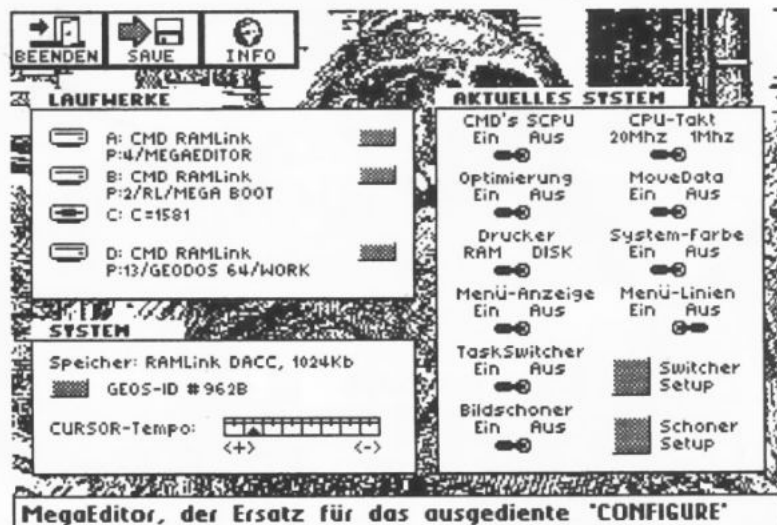 BEENDEN
SAVE
INFO
LAUFWERKE
A: CMD RAMLink
P:4/MEGAEDITOR
B: CMD RAMLink
P:2/RL/MEGA BOOT
C: C=1581
D: CMD RAMLink
P:13/GEODOS 64/WORK
SYSTEM
Speicher: RAMLink DACC, 1024Kb
GEOS-ID #962B
CURSOR-Tempo:
<+> <->
AKTUELLES SYSTEM
CMD's SCPU CPU-Takt
Ein Aus 20Mhz 1Mhz
Optimierung MoveData
Ein Aus Ein Aus
Drucker System-Farbe
RAM DISK Ein Aus
Menü-Anzeige Menü-Linien
Ein Aus Ein Aus
TaskSwitcher
Ein Aus
Switcher
Setup
Bildschoner
Ein Aus
Schoner
Setup
MegaEditor, der Ersatz für das ausgediente "CONFIGURE"